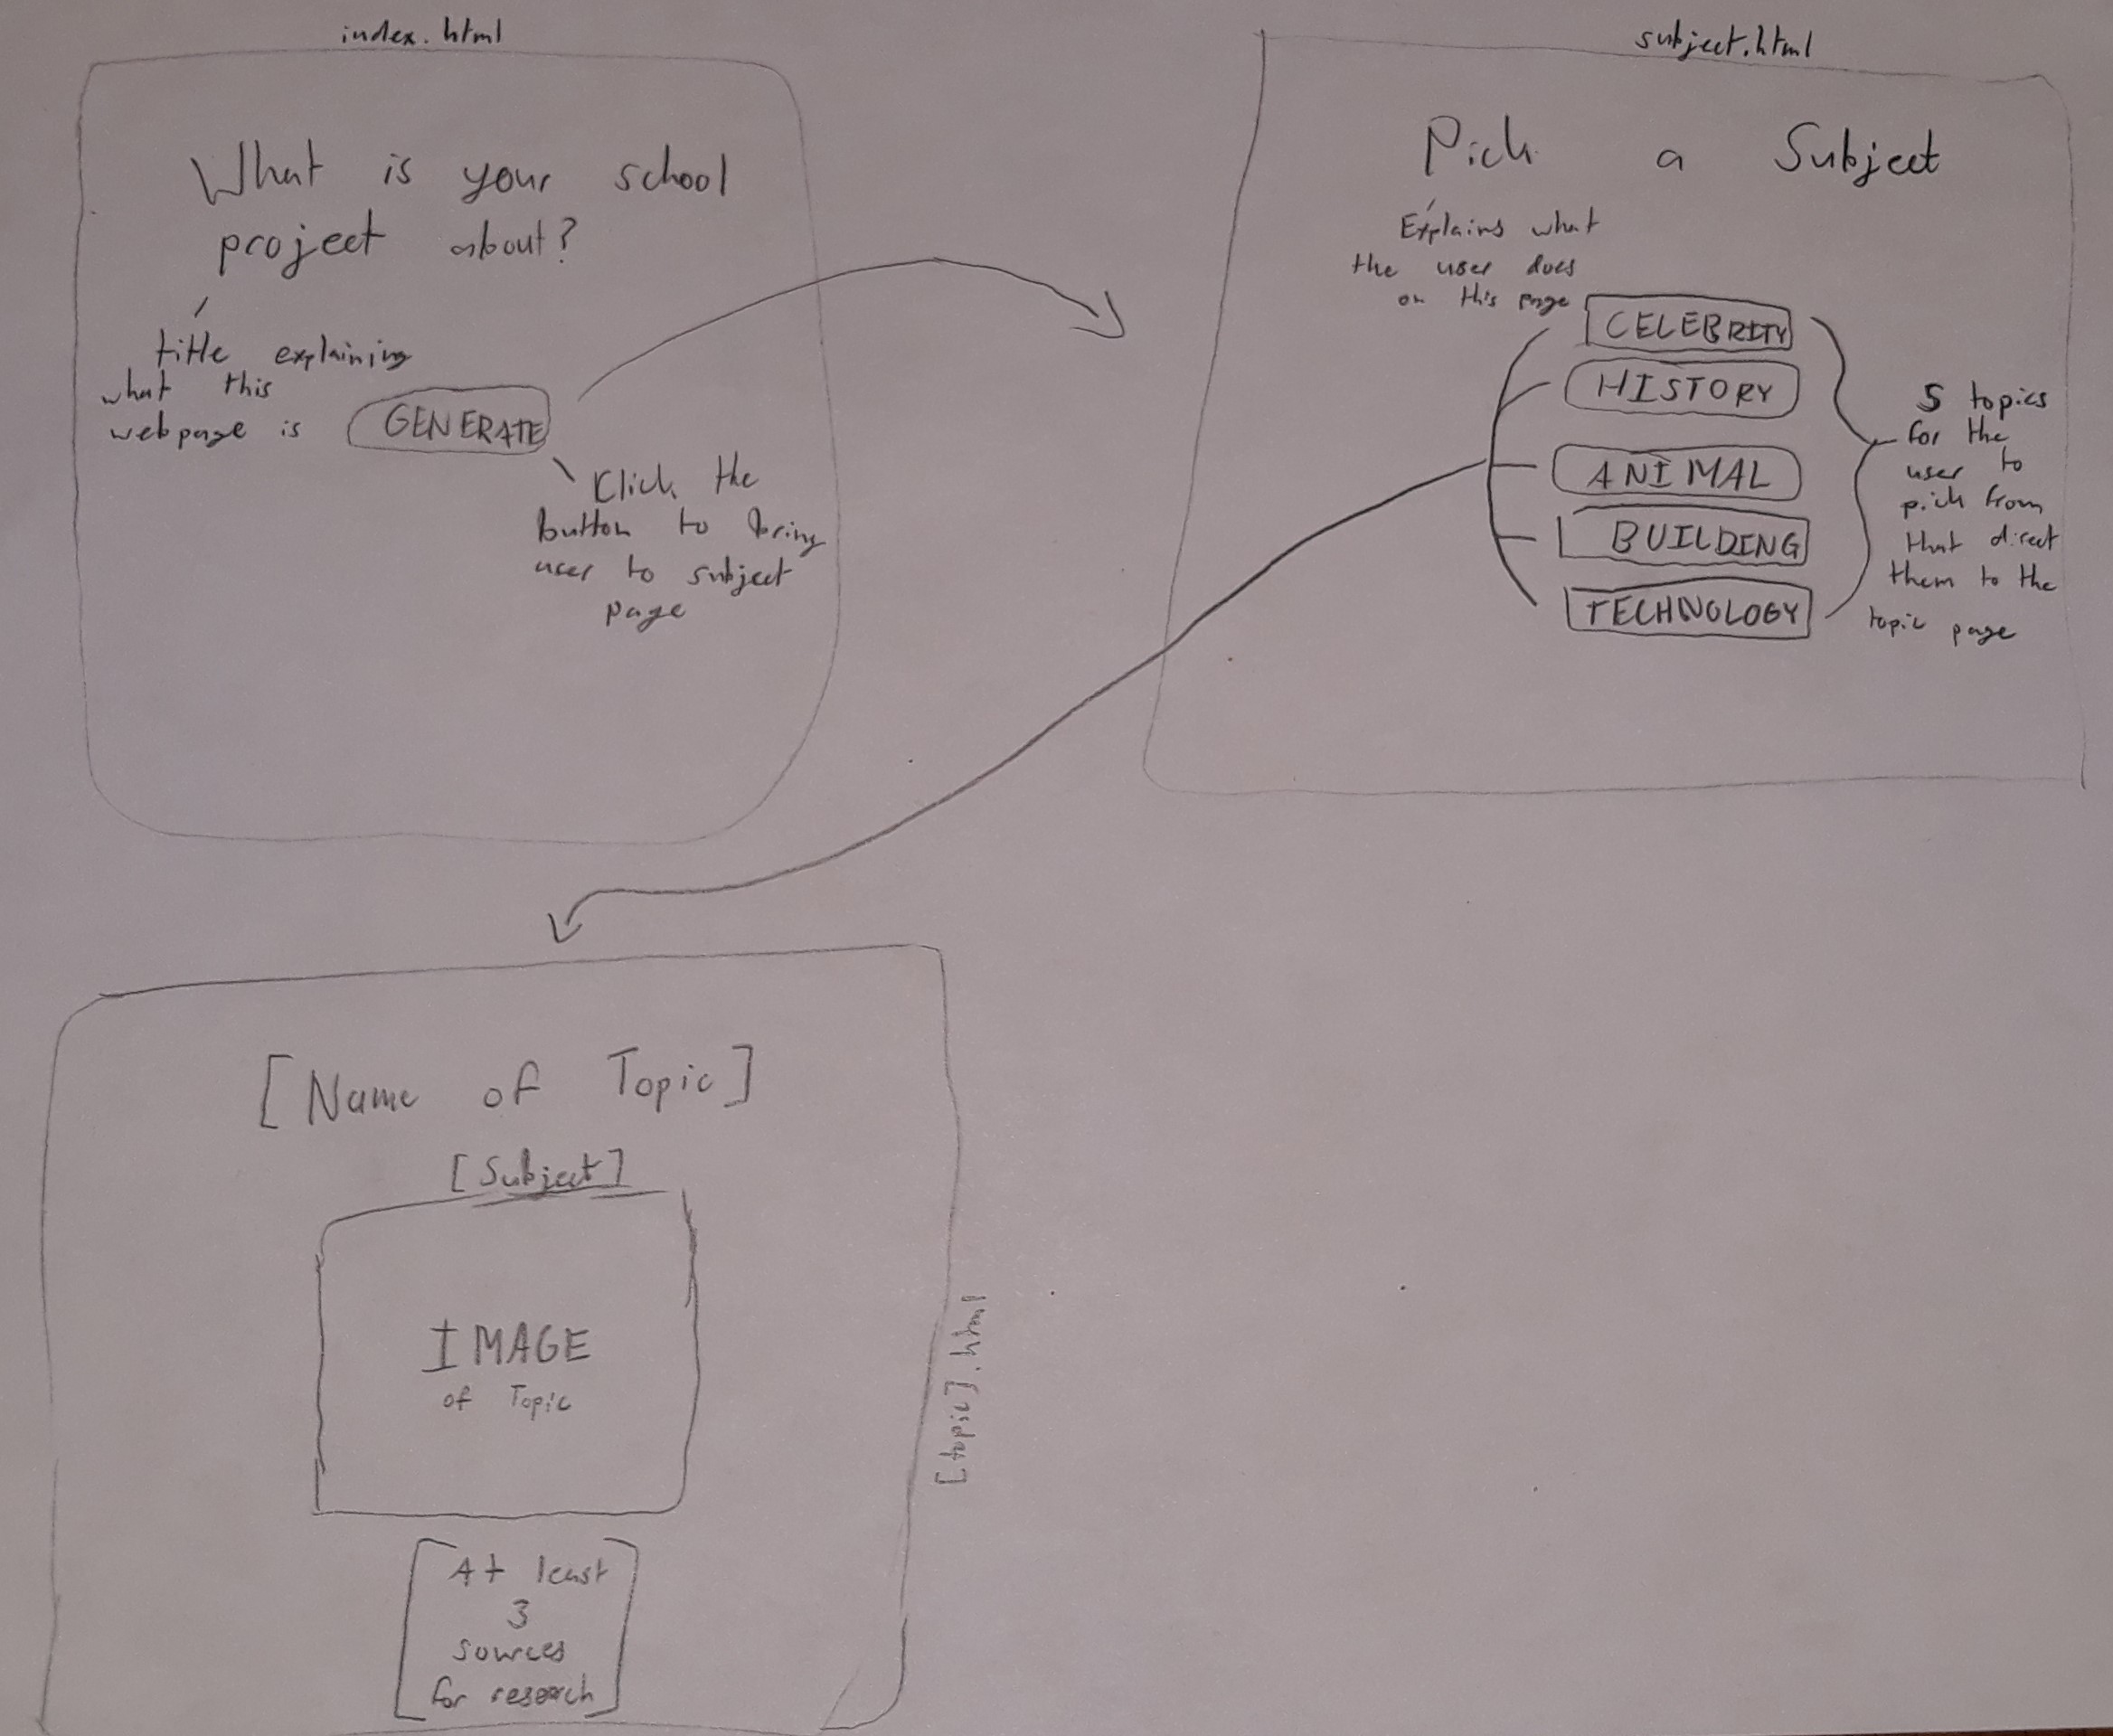 index.html
What is your school
project about?
title explaining
what this
webpage is
GENERATE
Click the
button to bring
user to subject
page
subject.html
Pick a Subject
Explains what
the user does
on this page
CELEBRITY
HISTORY
ANIMAL
BUILDING
TECHNOLOGY
5 topics
for the
user to
pick from
that direct
them to the
topic page
[Name of Topic]
[Subject]
IMAGE
of Topic
[topic].html
[At least
3
sources
for research]